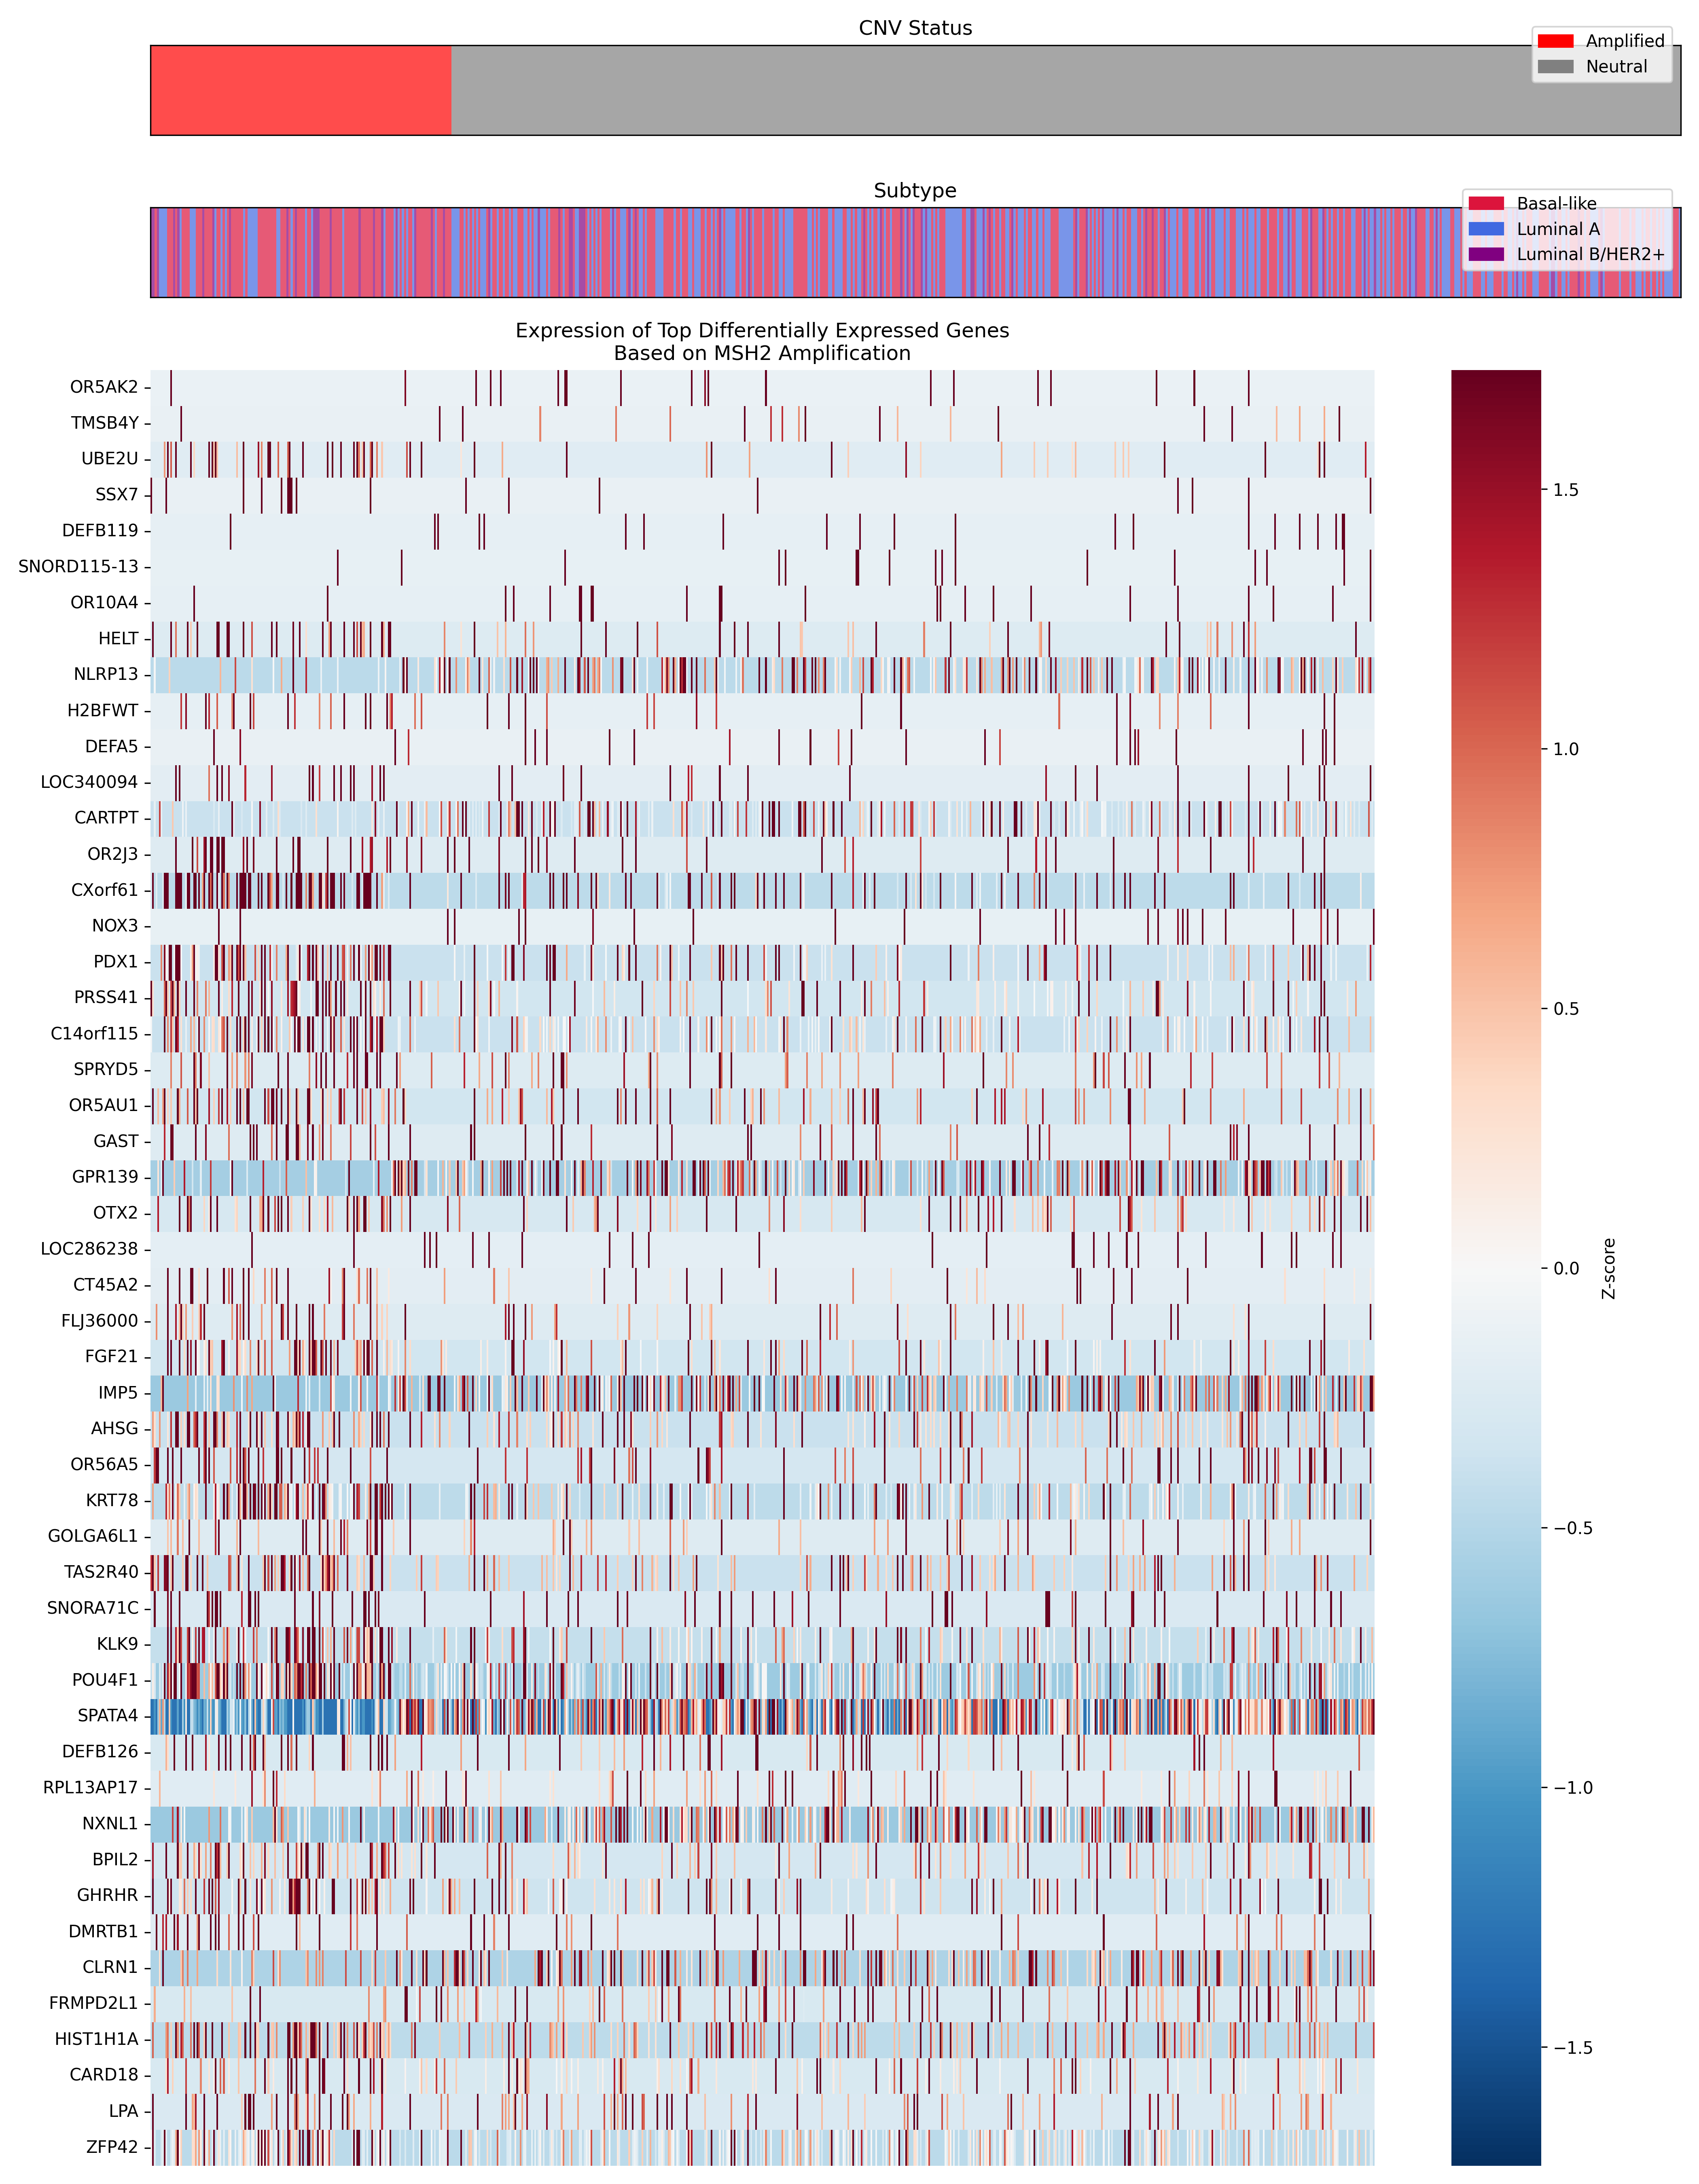 CNV Status
Amplified
Neutral
Subtype
Basal-like
Luminal A
Luminal B/HER2+
Expression of Top Differentially Expressed Genes
Based on MSH2 Amplification
OR5AK2
TMSB4Y
UBE2U
SSX7
DEFB119
SNORD115-13
OR10A4
HELT
NLRP13
H2BFWT
DEFA5
LOC340094
CARTPT
OR2J3
CXorf61
NOX3
PDX1
PRSS41
C14orf115
SPRYD5
OR5AU1
GAST
GPR139
OTX2
LOC286238
CT45A2
FLJ36000
FGF21
IMP5
AHSG
OR56A5
KRT78
GOLGA6L1
TAS2R40
SNORA71C
KLK9
POU4F1
SPATA4
DEFB126
RPL13AP17
NXNL1
BPIL2
GHRHR
DMRTB1
CLRN1
FRMPD2L1
HIST1H1A
CARD18
LPA
ZFP42
1.5
1.0
0.5
0.0
−0.5
−1.0
−1.5
Z-score